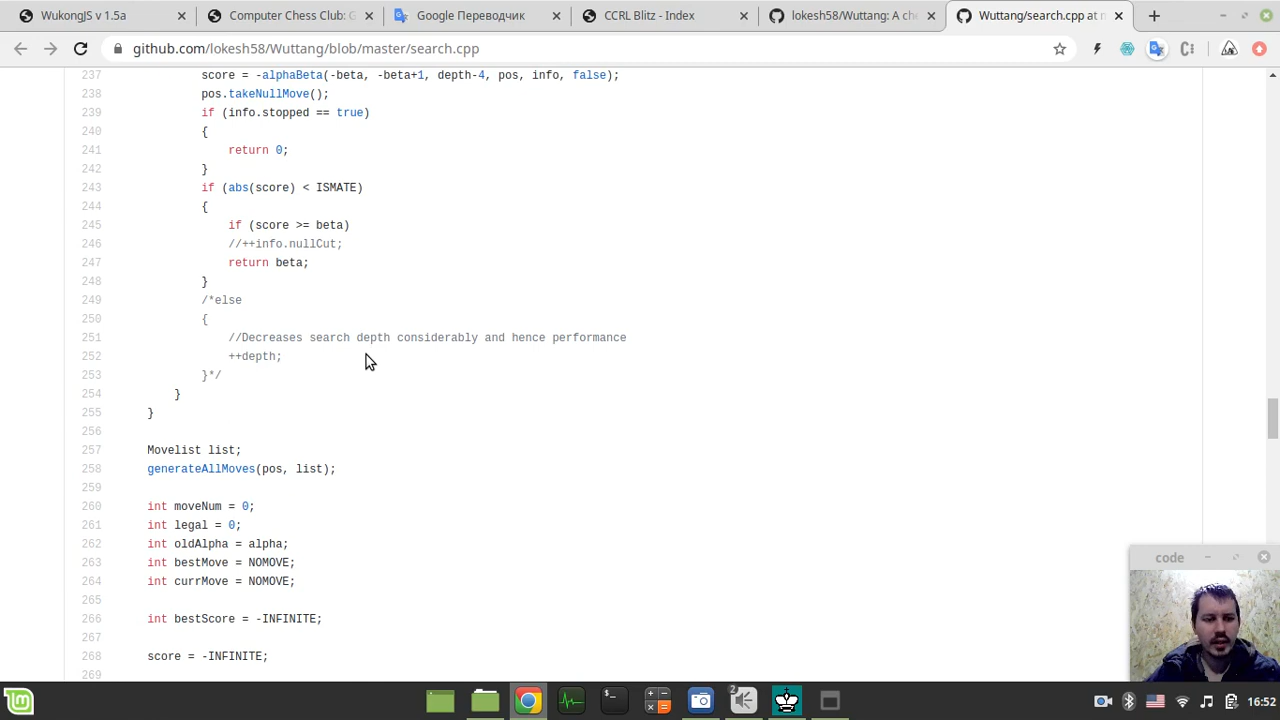 WukongJS v 1.5a
Computer Chess Club: G
Google Переводчик
CCRL Blitz - Index
lokesh58/Wuttang: A che
Wuttang/search.cpp at m
github.com/lokesh58/Wuttang/blob/master/search.cpp
237 score = -alphaBeta(-beta, -beta+1, depth-4, pos, info, false);
238 pos.takeNullMove();
239 if (info.stopped == true)
240 {
241 return 0;
242 }
243 if (abs(score) < ISMATE)
244 {
245 if (score >= beta)
246 //++info.nullCut;
247 return beta;
248 }
249 /*else
250 {
251 //Decreases search depth considerably and hence performance
252 ++depth;
253 }*/
254 }
255 }
256
257 Movelist list;
258 generateAllMoves(pos, list);
259
260 int moveNum = 0;
261 int legal = 0;
262 int oldAlpha = alpha;
263 int bestMove = NOMOVE;
264 int currMove = NOMOVE;
265
266 int bestScore = -INFINITE;
267
268 score = -INFINITE;
269
code
2
16:52